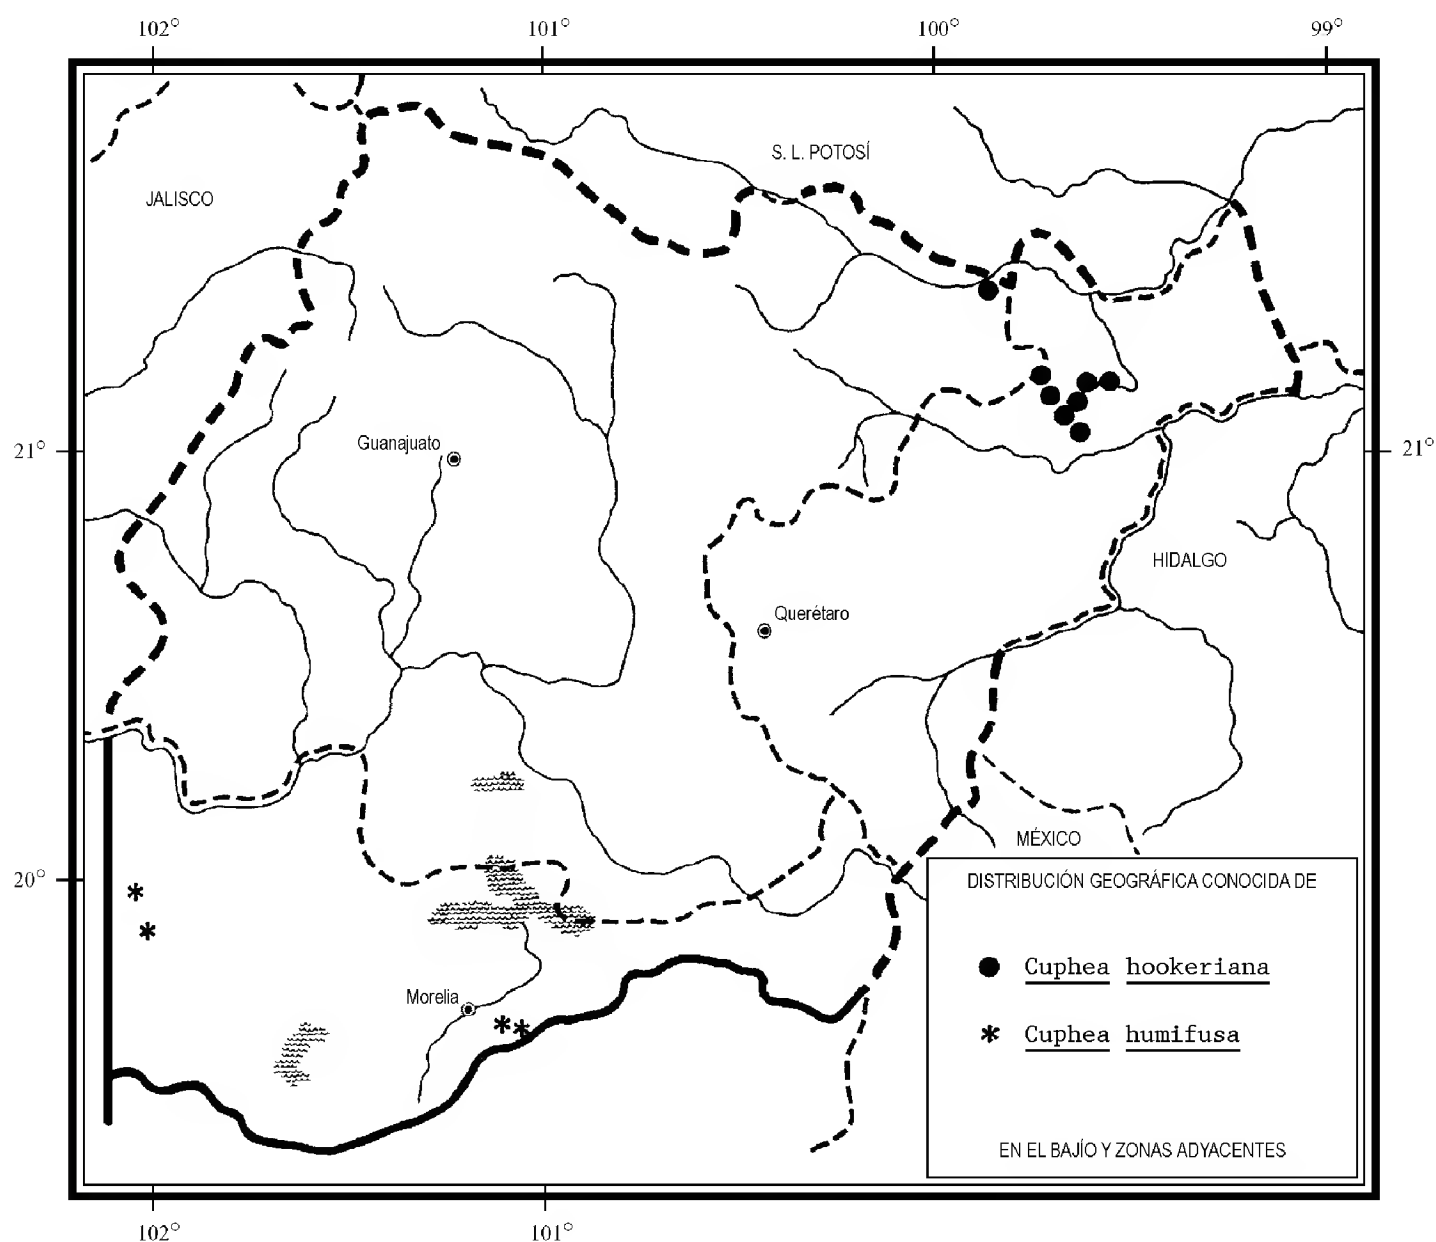 102° 101° 100° 99°
S. L. POTOSÍ
JALISCO
Guanajuato
21° 21°
HIDALGO
Querétaro
MÉXICO
20°
DISTRIBUCIÓN GEOGRÁFICA CONOCIDA DE
Cuphea hookeriana
Morelia
Cuphea humifusa
EN EL BAJÍO Y ZONAS ADYACENTES
102° 101°